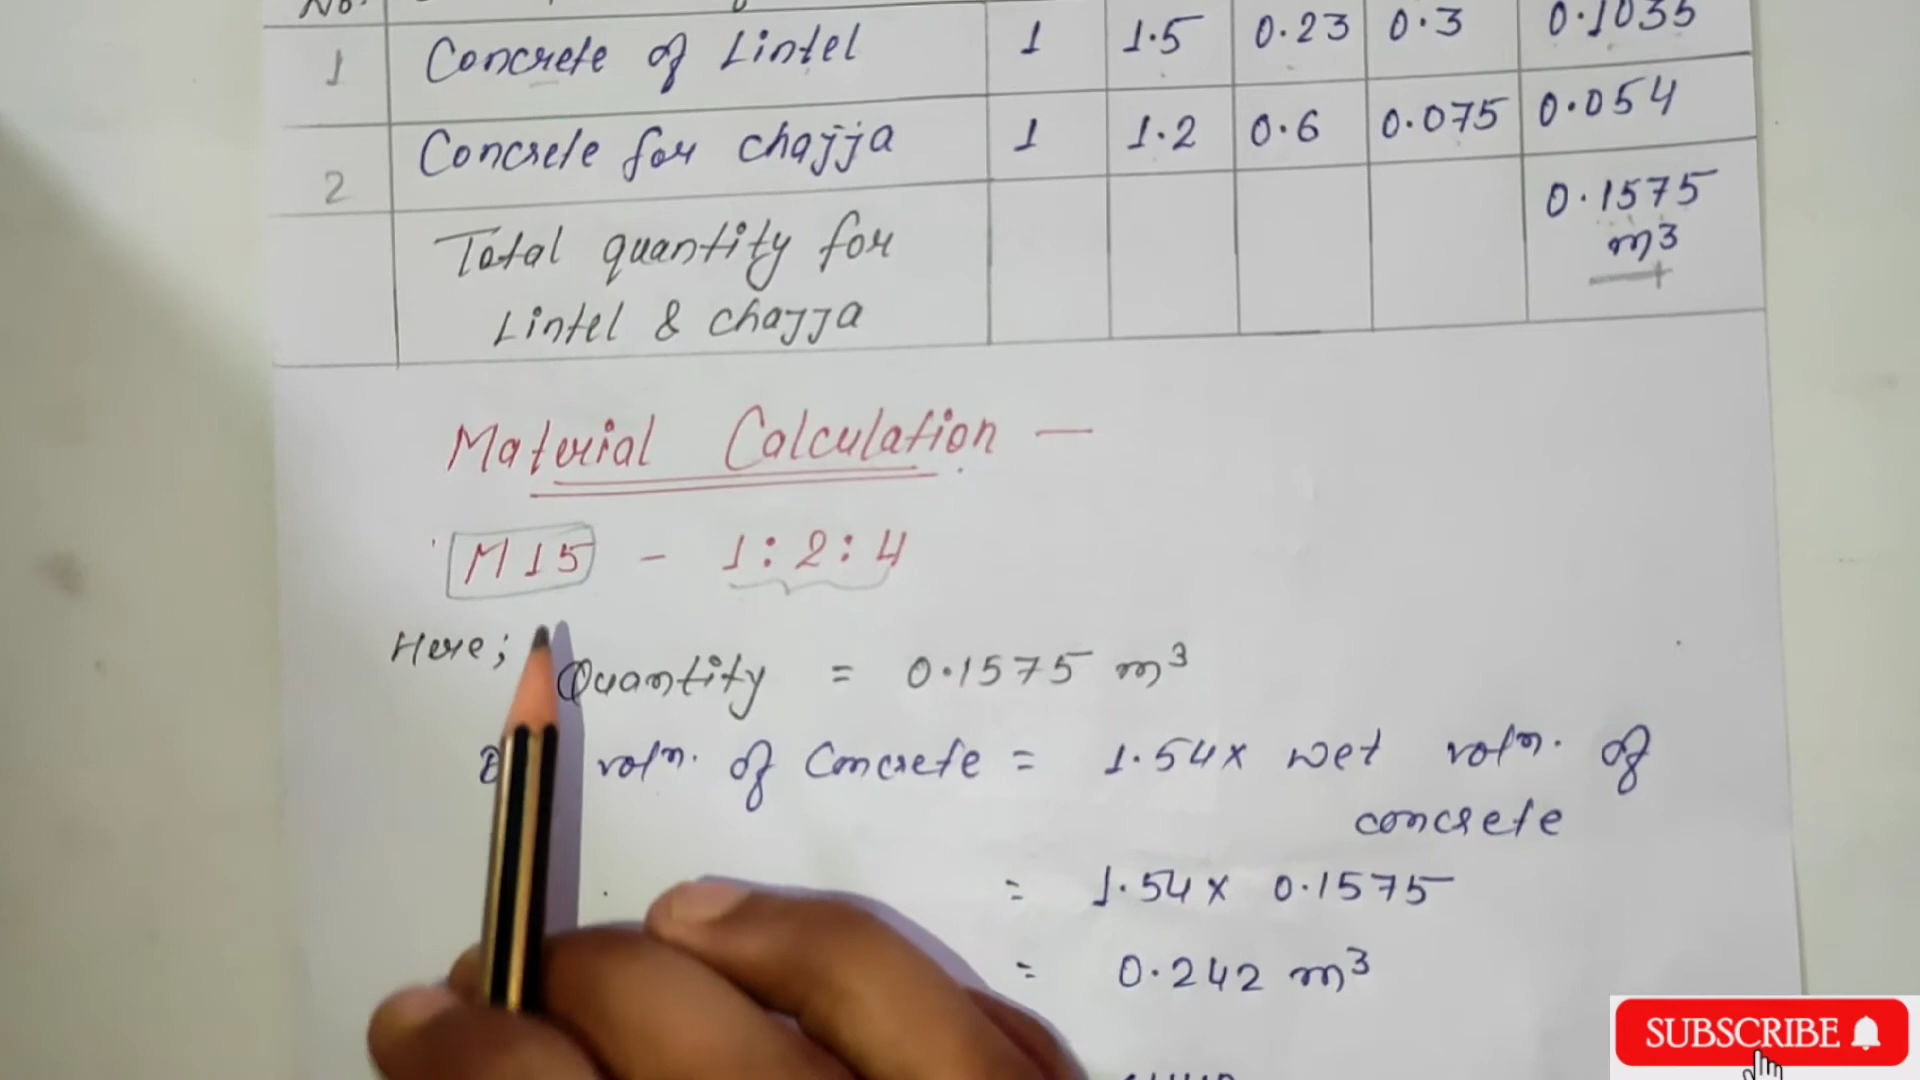 No.
1 Concrete of Lintel 1 1.5 0.23 0.3 0.1035
2 Concrete for chajja 1 1.2 0.6 0.075 0.054
Total quantity for
Lintel & chajja
0.1575
m³
Material Calculation —
M15 - 1:2:4
Here; Quantity = 0.1575 m³
volm. of Concrete = 1.54 x wet volm. of
concrete
= 1.54 x 0.1575
= 0.242 m³
SUBSCRIBE